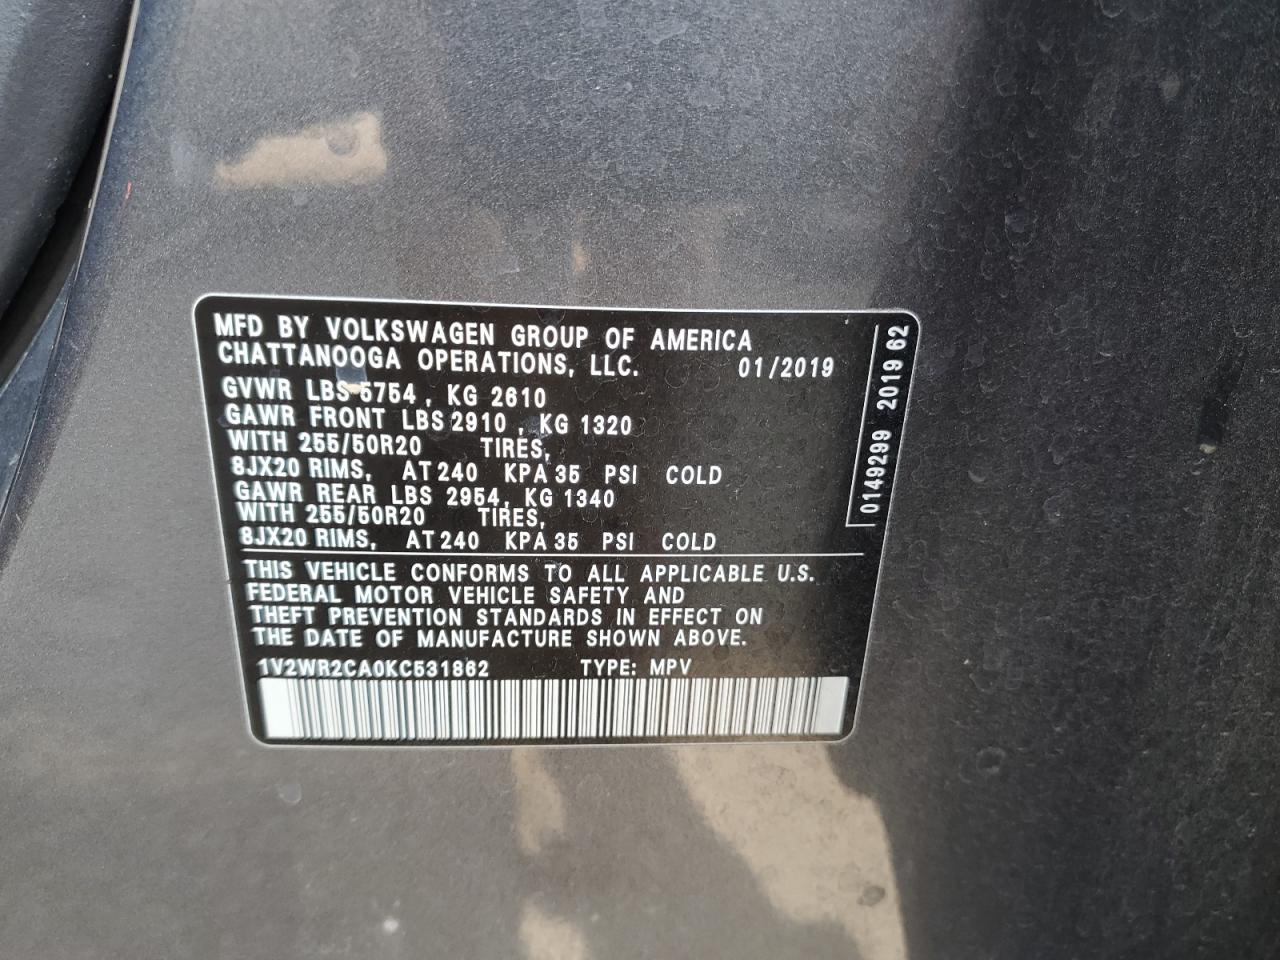 MFD BY VOLKSWAGEN GROUP OF AMERICA
CHATTANOOGA OPERATIONS, LLC. 01/2019
GVWR LBS 5754, KG 2610
GAWR FRONT LBS 2910, KG 1320
WITH 255/50R20 TIRES,
8JX20 RIMS, AT 240 KPA 35 PSI COLD
GAWR REAR LBS 2954, KG 1340
WITH 255/50R20 TIRES,
8JX20 RIMS, AT 240 KPA 35 PSI COLD
THIS VEHICLE CONFORMS TO ALL APPLICABLE U.S.
FEDERAL MOTOR VEHICLE SAFETY AND
THEFT PREVENTION STANDARDS IN EFFECT ON
THE DATE OF MANUFACTURE SHOWN ABOVE.
1V2WR2CA0KC531862 TYPE: MPV
0149299 2019 62